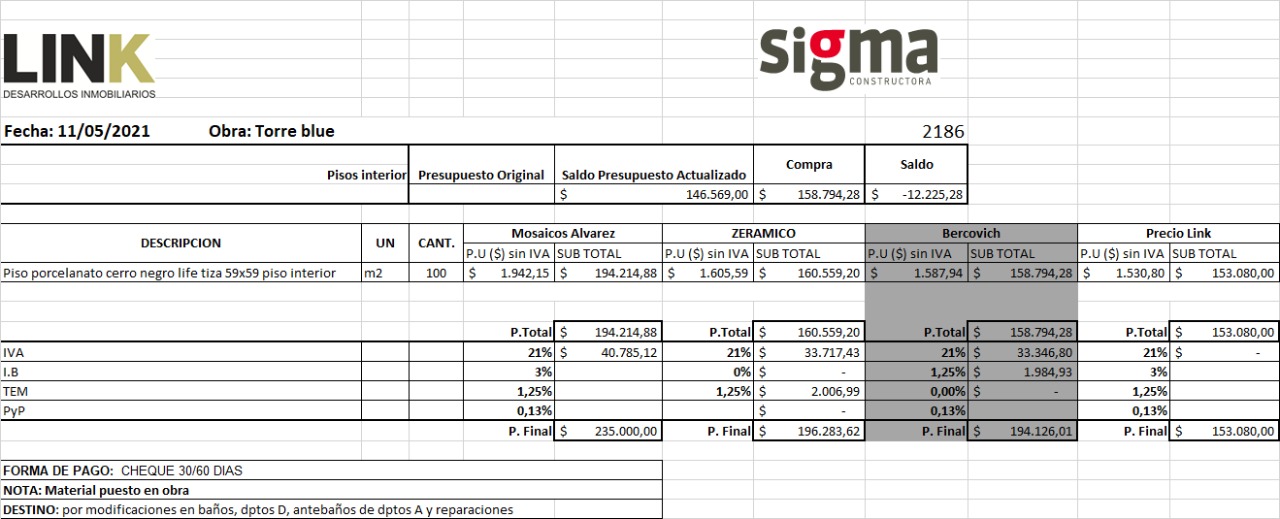 LINK
DESARROLLOS INMOBILIARIOS
sigma
CONSTRUCTORA
Fecha: 11/05/2021 Obra: Torre blue 2186
Pisos interior Presupuesto Original Saldo Presupuesto Actualizado Compra Saldo
$ 146.569,00 $ 158.794,28 $ -12.225,28
DESCRIPCION UN CANT. Mosaicos Alvarez ZERAMICO Bercovich Precio Link
P.U ($) sin IVA SUB TOTAL P.U ($) sin IVA SUB TOTAL P.U ($) sin IVA SUB TOTAL P.U ($) sin IVA SUB TOTAL
Piso porcelanato cerro negro life tiza 59x59 piso interior m2 100 $ 1.942,15 $ 194.214,88 $ 1.605,59 $ 160.559,20 $ 1.587,94 $ 158.794,28 $ 1.530,80 $ 153.080,00
P.Total $ 194.214,88 P.Total $ 160.559,20 P.Total $ 158.794,28 P.Total $ 153.080,00
IVA 21% $ 40.785,12 21% $ 33.717,43 21% $ 33.346,80 21% $ -
I.B 3% 0% $ - 1,25% $ 1.984,93 3%
TEM 1,25% 1,25% $ 2.006,99 0,00% $ - 1,25%
PyP 0,13% $ - 0,13% 0,13%
P. Final $ 235.000,00 P. Final $ 196.283,62 P. Final $ 194.126,01 P. Final $ 153.080,00
FORMA DE PAGO: CHEQUE 30/60 DIAS
NOTA: Material puesto en obra
DESTINO: por modificaciones en baños, dptos D, antebaños de dptos A y reparaciones